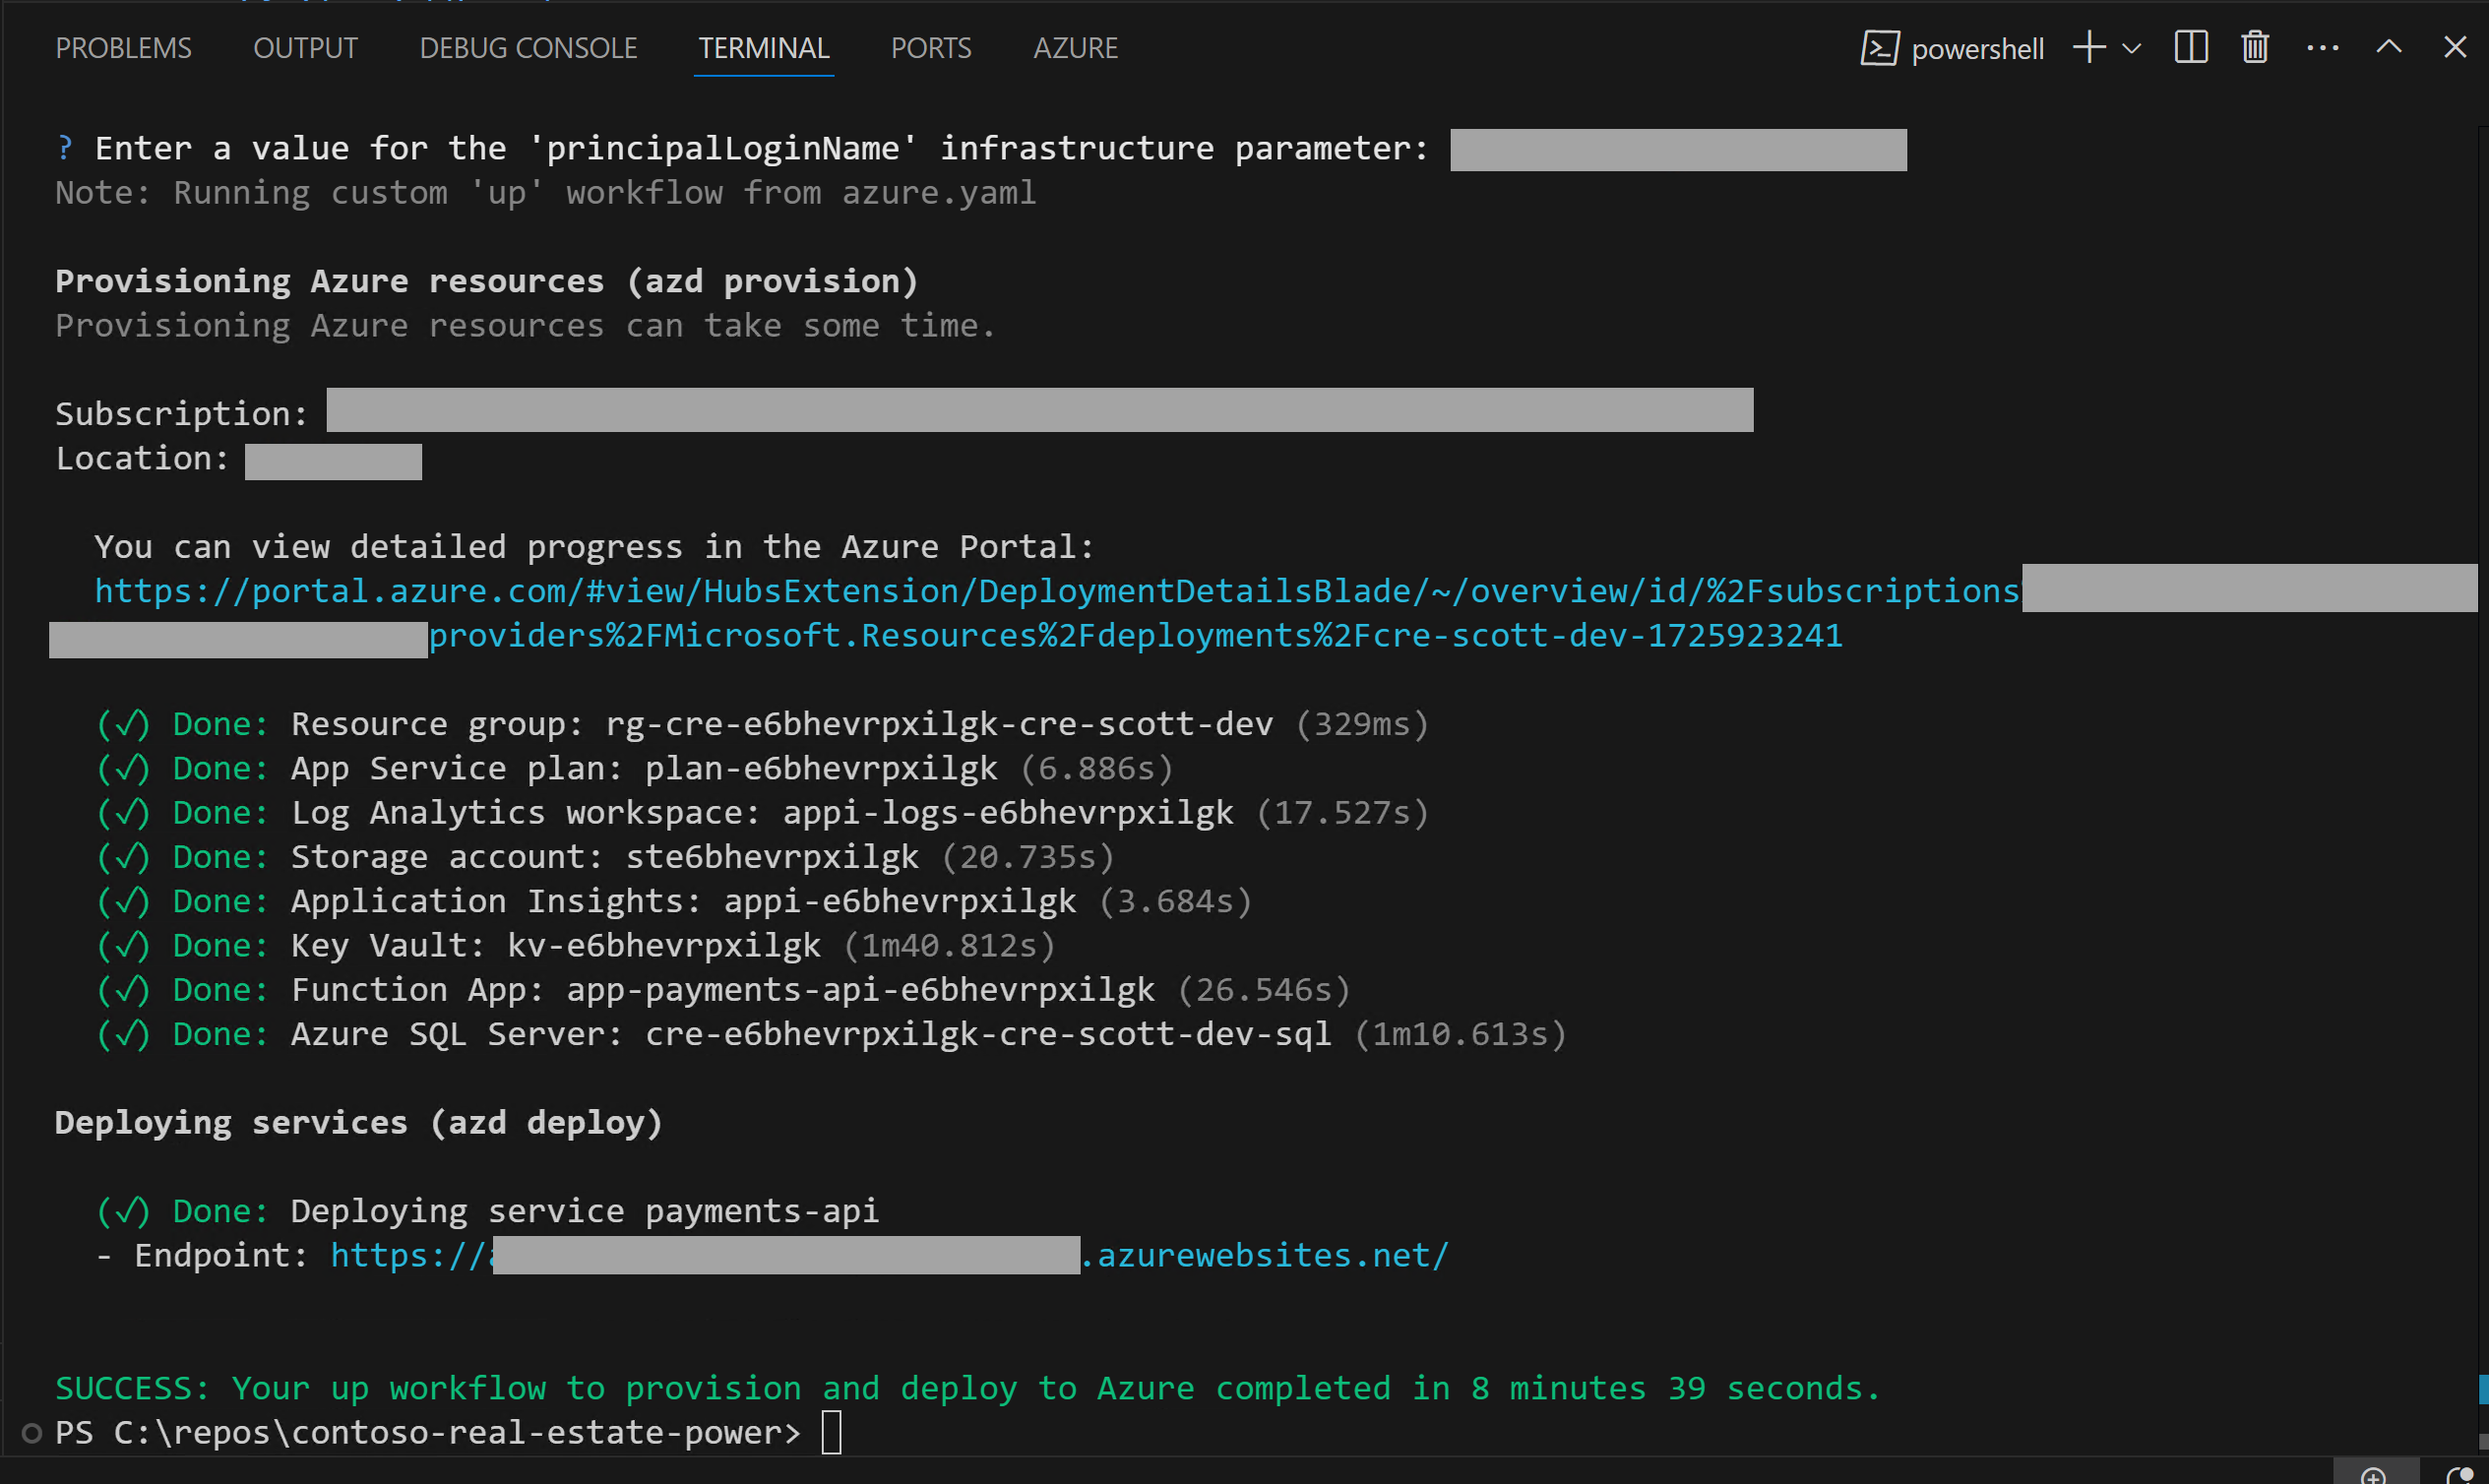 PROBLEMS OUTPUT DEBUG CONSOLE TERMINAL PORTS AZURE powershell
? Enter a value for the 'principalLoginName' infrastructure parameter:
Note: Running custom 'up' workflow from azure.yaml
Provisioning Azure resources (azd provision)
Provisioning Azure resources can take some time.
Subscription:
Location:
You can view detailed progress in the Azure Portal:
https://portal.azure.com/#view/HubsExtension/DeploymentDetailsBlade/~/overview/id/%2Fsubscriptions
providers%2FMicrosoft.Resources%2Fdeployments%2Fcre-scott-dev-1725923241
(✓) Done: Resource group: rg-cre-e6bhevrpxilgk-cre-scott-dev (329ms)
(✓) Done: App Service plan: plan-e6bhevrpxilgk (6.886s)
(✓) Done: Log Analytics workspace: appi-logs-e6bhevrpxilgk (17.527s)
(✓) Done: Storage account: ste6bhevrpxilgk (20.735s)
(✓) Done: Application Insights: appi-e6bhevrpxilgk (3.684s)
(✓) Done: Key Vault: kv-e6bhevrpxilgk (1m40.812s)
(✓) Done: Function App: app-payments-api-e6bhevrpxilgk (26.546s)
(✓) Done: Azure SQL Server: cre-e6bhevrpxilgk-cre-scott-dev-sql (1m10.613s)
Deploying services (azd deploy)
(✓) Done: Deploying service payments-api
- Endpoint: https:// .azurewebsites.net/
SUCCESS: Your up workflow to provision and deploy to Azure completed in 8 minutes 39 seconds.
PS C:\repos\contoso-real-estate-power>